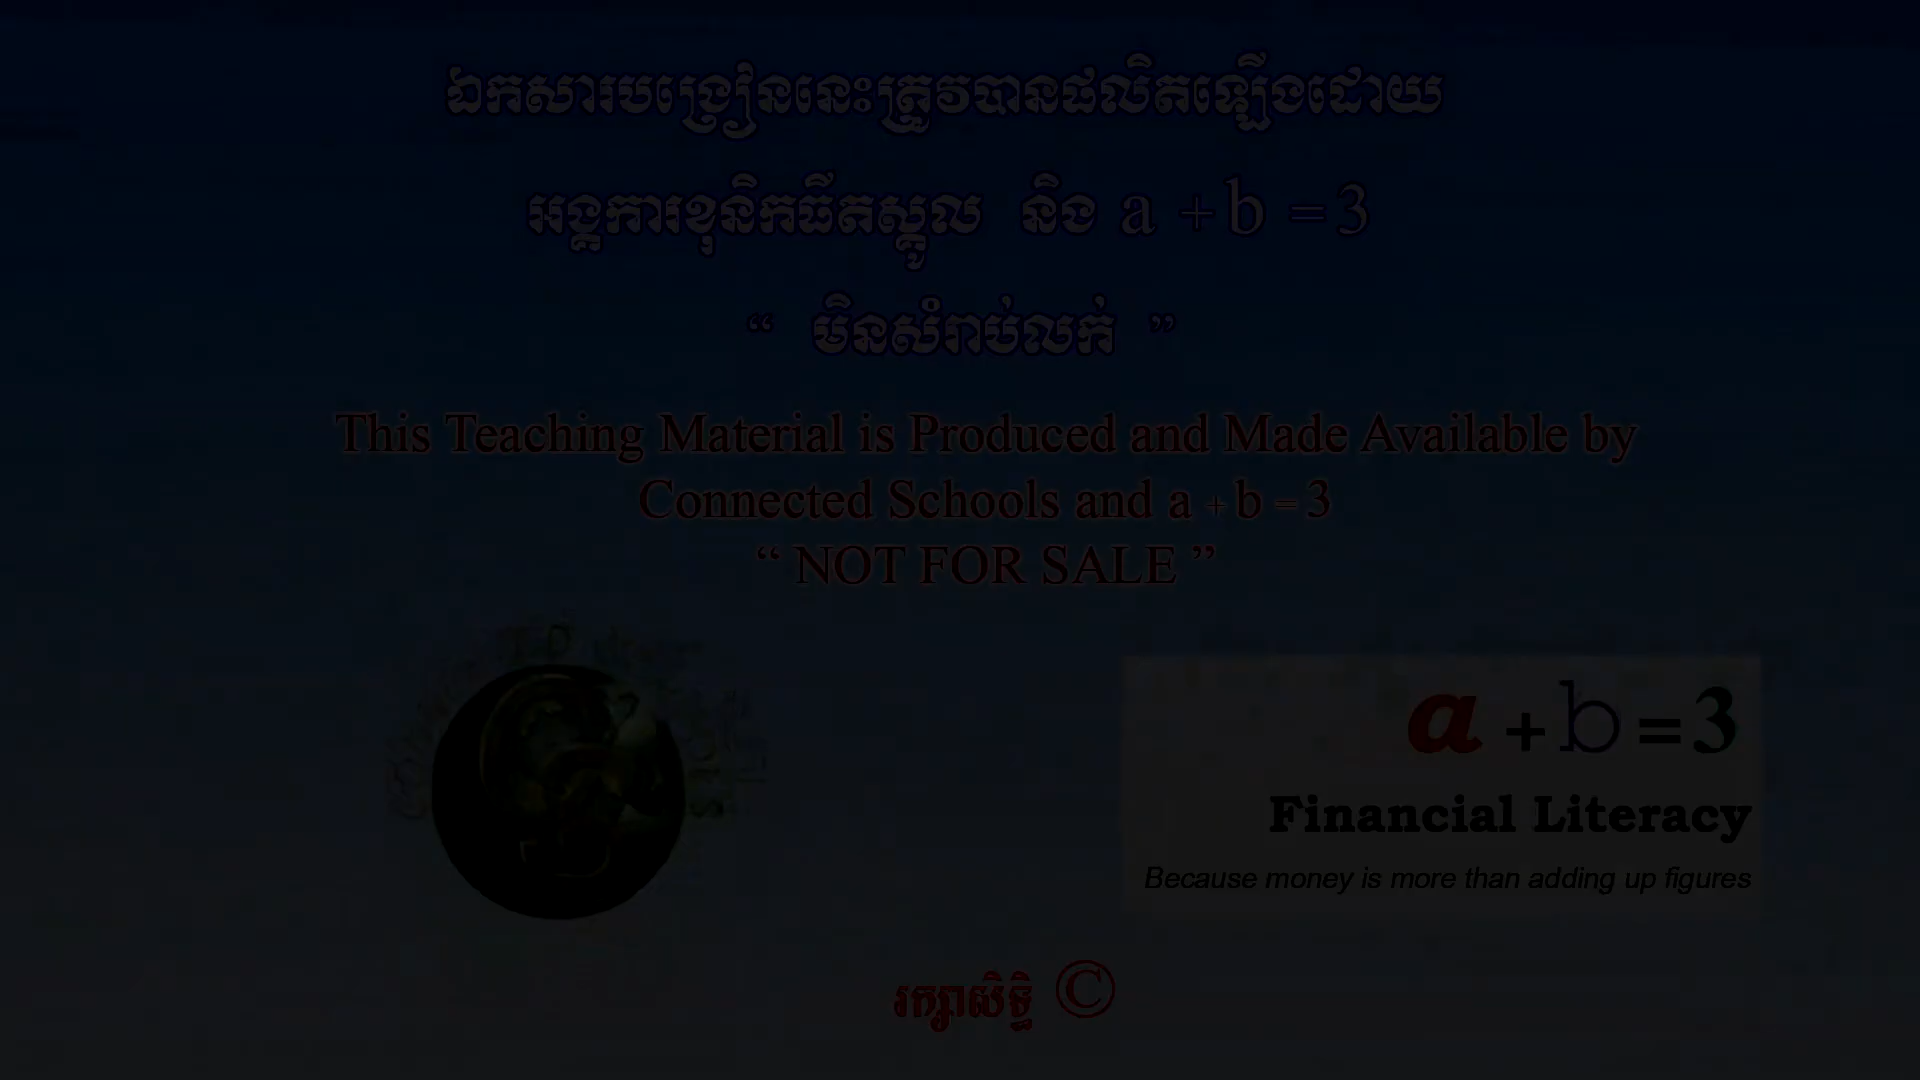 ឯកសារបង្រៀននេះត្រូវបានផលិតឡើងដោយ
អង្គការខុនិកធីតស្គូល និង a + b = 3
“ មិនសំរាប់លក់ ”
This Teaching Material is Produced and Made Available by
Connected Schools and a + b = 3
“ NOT FOR SALE ”
a + b = 3
Financial Literacy
Because money is more than adding up figures
រក្សាសិទ្ធិ ©